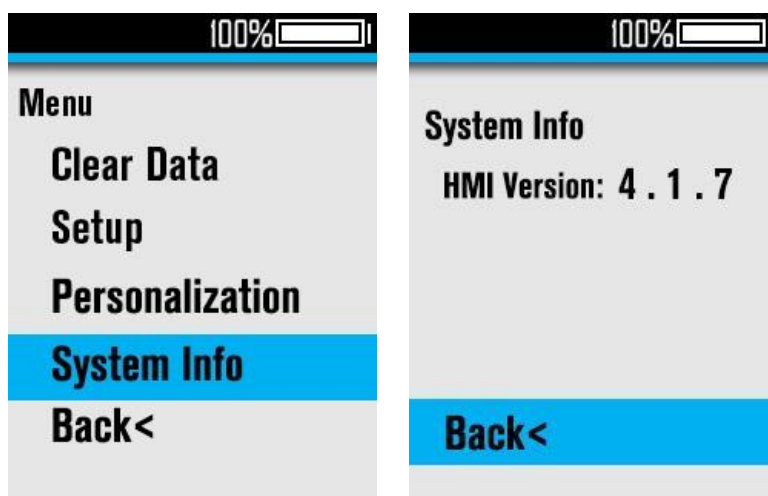 100%
Menu
Clear Data
Setup
Personalization
System Info
Back<
100%
System Info
HMI Version: 4 . 1 . 7
Back<